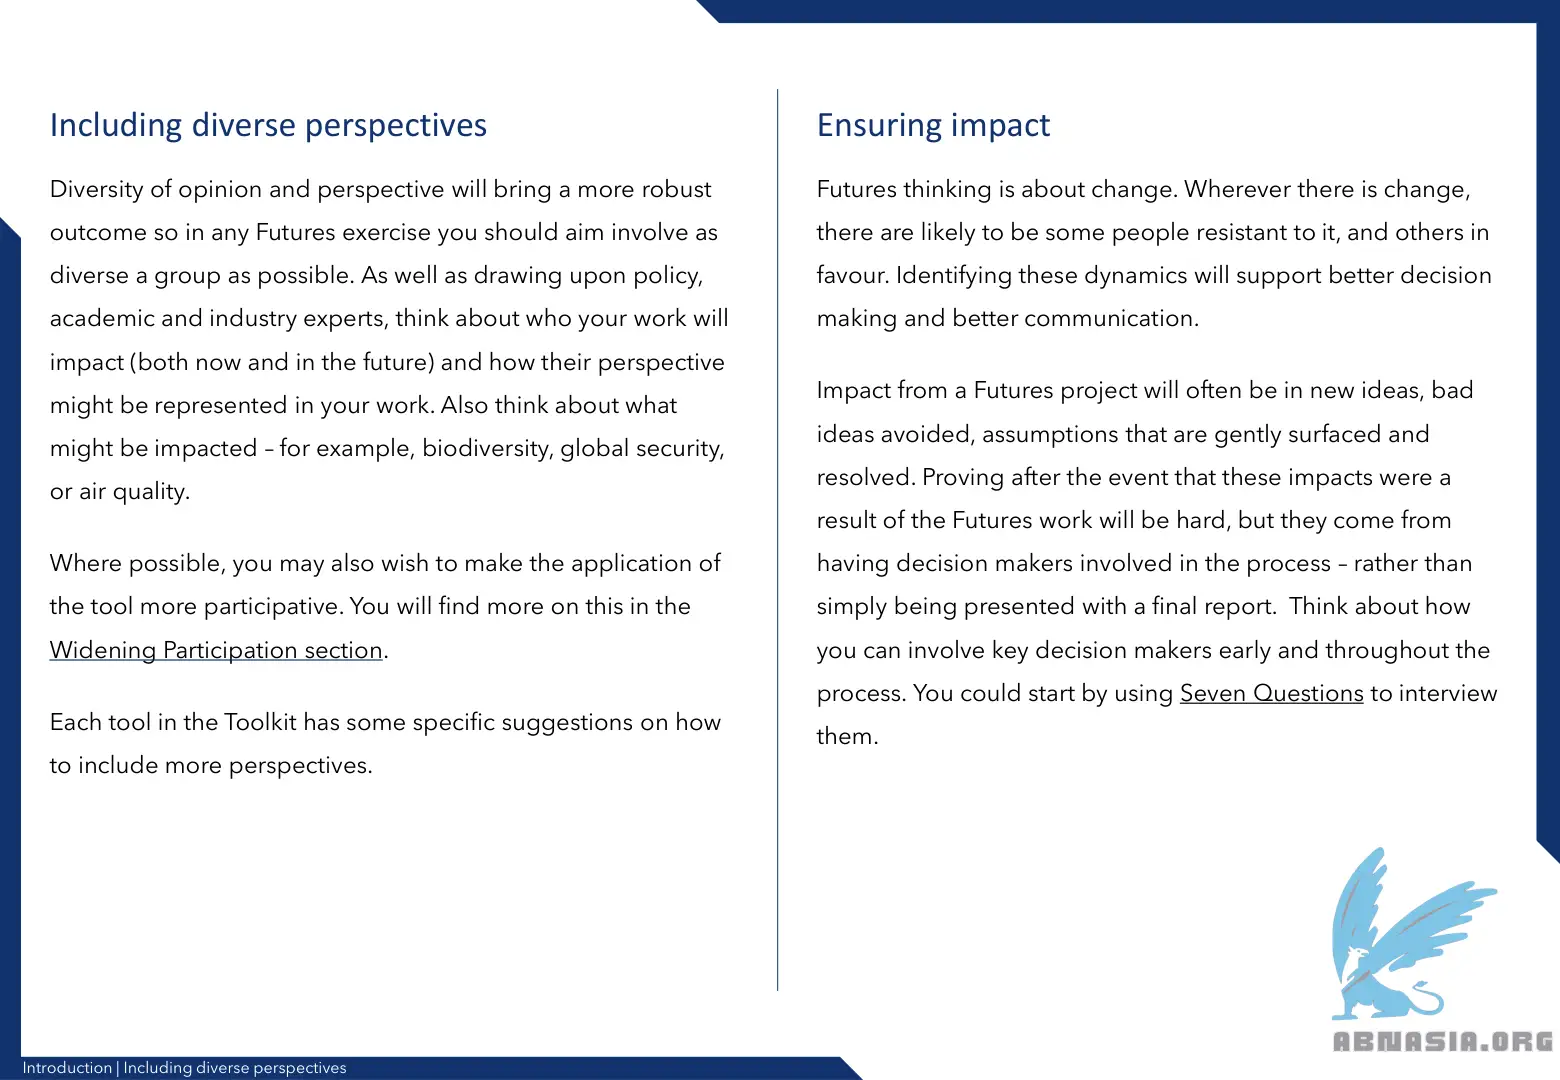 Including diverse perspectives
Diversity of opinion and perspective will bring a more robust
outcome so in any Futures exercise you should aim involve as
diverse a group as possible. As well as drawing upon policy,
academic and industry experts, think about who your work will
impact (both now and in the future) and how their perspective
might be represented in your work. Also think about what
might be impacted – for example, biodiversity, global security,
or air quality.
Where possible, you may also wish to make the application of
the tool more participative. You will find more on this in the
Widening Participation section.
Each tool in the Toolkit has some specific suggestions on how
to include more perspectives.
Ensuring impact
Futures thinking is about change. Wherever there is change,
there are likely to be some people resistant to it, and others in
favour. Identifying these dynamics will support better decision
making and better communication.
Impact from a Futures project will often be in new ideas, bad
ideas avoided, assumptions that are gently surfaced and
resolved. Proving after the event that these impacts were a
result of the Futures work will be hard, but they come from
having decision makers involved in the process – rather than
simply being presented with a final report.  Think about how
you can involve key decision makers early and throughout the
process. You could start by using Seven Questions to interview
them.
ABNASIA.ORG
Introduction | Including diverse perspectives